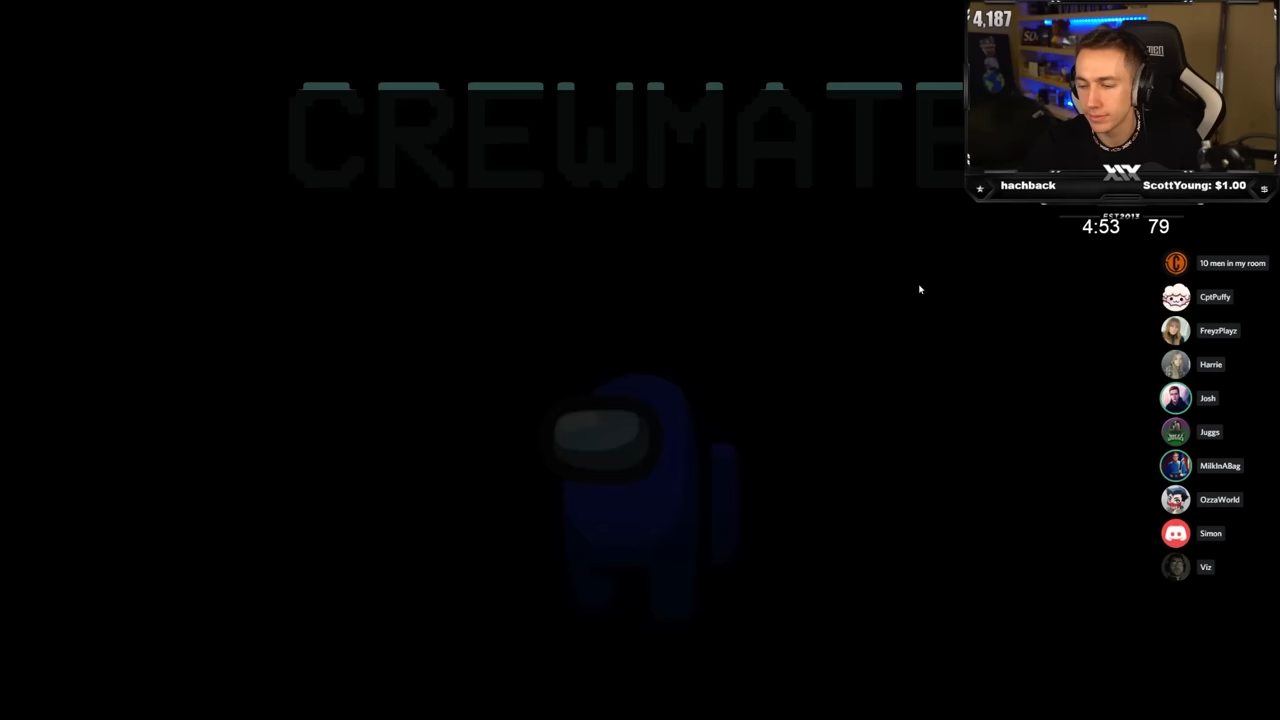 4,187
CREWMATE
hachback
ScottYoung: $1.00
EST2013
4:53
79
10 men in my room
CptPuffy
FreyzPlayz
Harrie
Josh
Juggs
MilkInABag
OzzaWorld
Simon
Viz